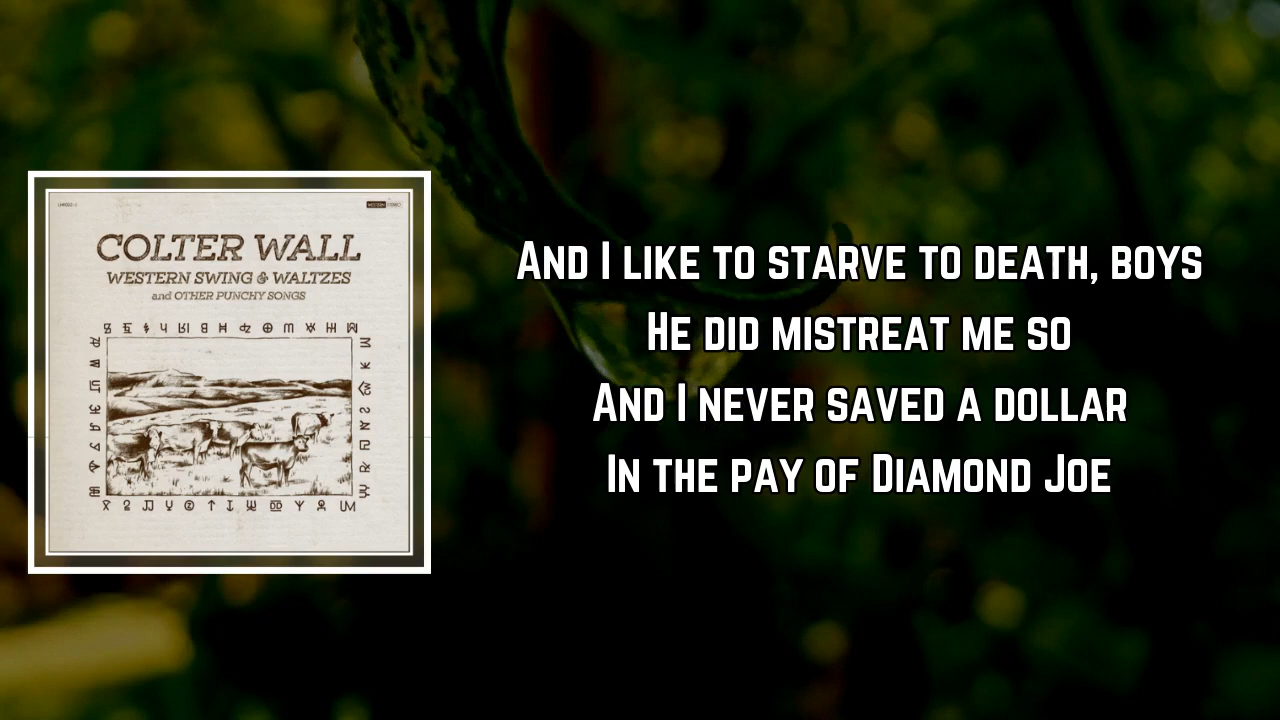 COLTER WALL
WESTERN SWING & WALTZES
and OTHER PUNCHY SONGS
AND I LIKE TO STARVE TO DEATH, BOYS
HE DID MISTREAT ME SO
AND I NEVER SAVED A DOLLAR
IN THE PAY OF DIAMOND JOE